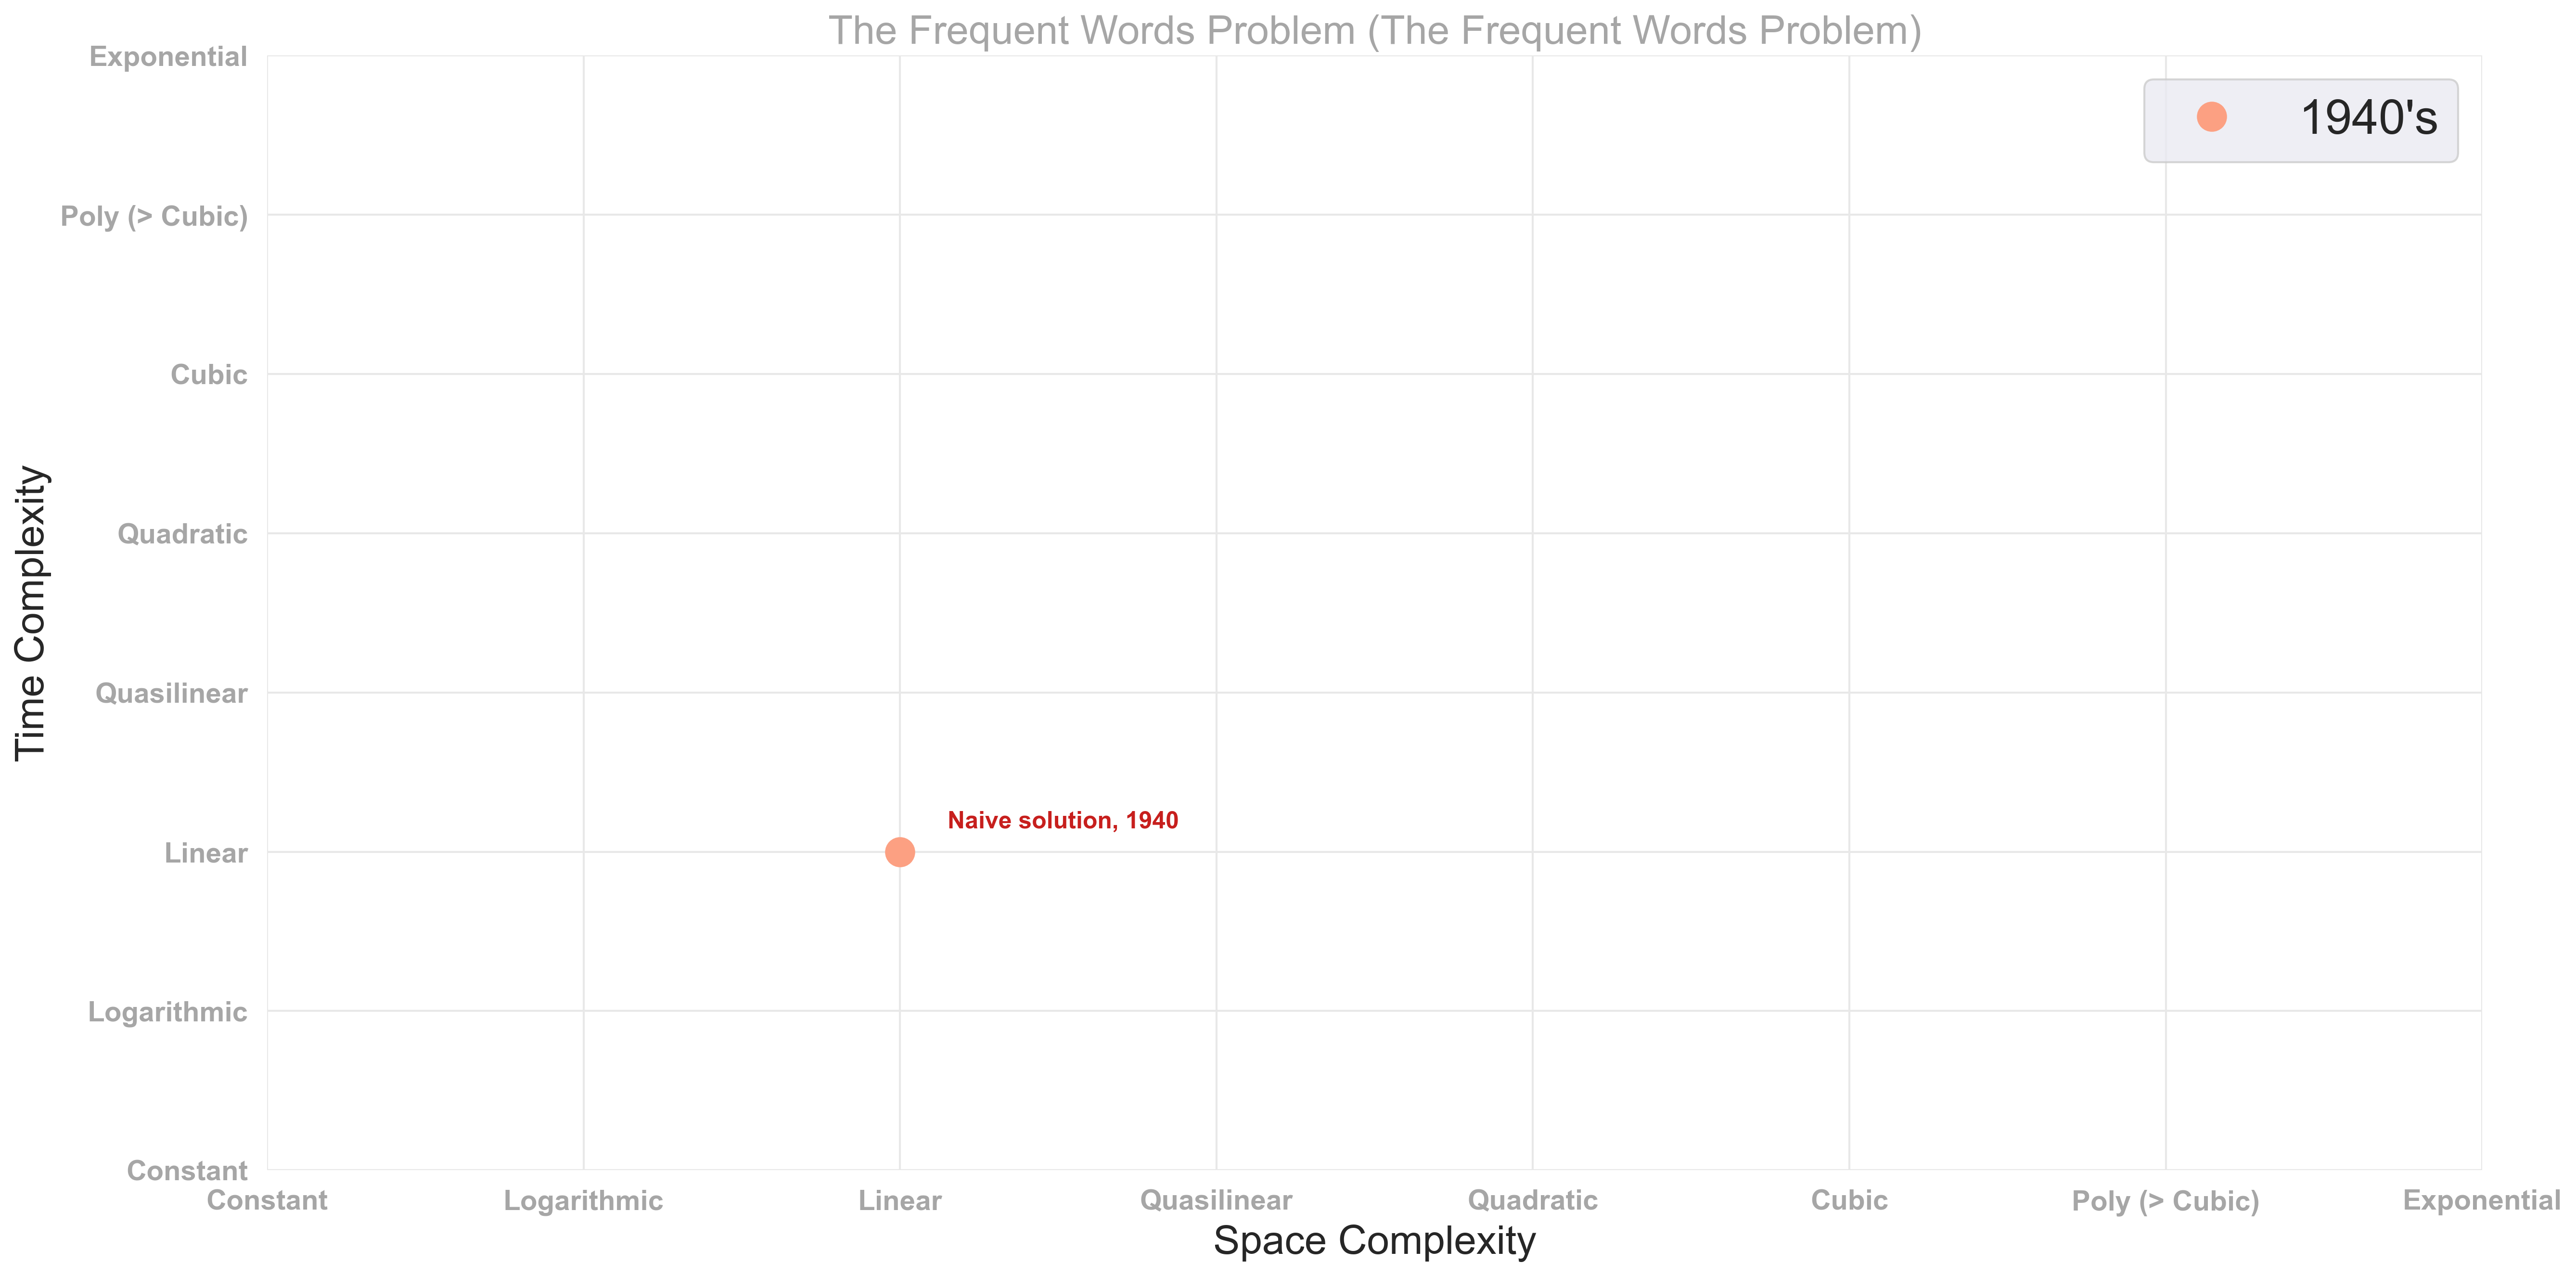 The Frequent Words Problem (The Frequent Words Problem)
1940's
Time Complexity
Exponential
Poly (> Cubic)
Cubic
Quadratic
Quasilinear
Linear
Logarithmic
Constant
Naive solution, 1940
Constant
Logarithmic
Linear
Quasilinear
Quadratic
Cubic
Poly (> Cubic)
Exponential
Space Complexity